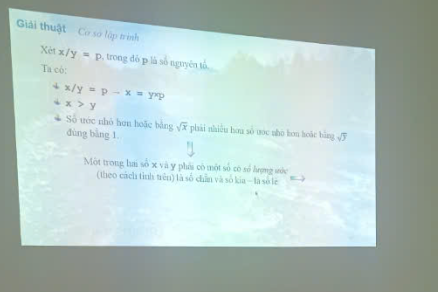 Giải thuật Cơ sở lập trình
Xét x/y = p, trong đó p là số nguyên tố.
Ta có:
x/y = p → x = y*p
x > y
Số ước nhỏ hơn hoặc bằng √x phải nhiều hơn số ước nhỏ hơn hoặc bằng √y
đúng bằng 1.
Một trong hai số x và y phải có một số có số lượng ước
(theo cách tính trên) là số chẵn và số kia – là số lẻ